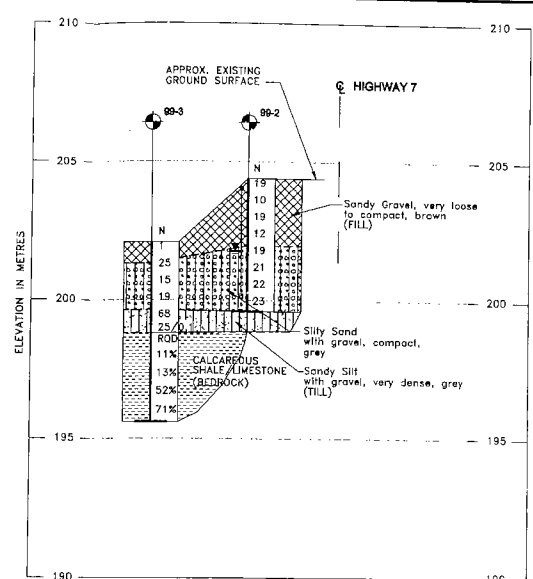 210
210
APPROX. EXISTING
GROUND SURFACE
℄ HIGHWAY 7
99-3
99-2
205
205
N
19
10
19
12
19
21
22
23
Sandy Gravel, very loose
to compact, brown
(FILL)
N
1
25
15
19
68
25/0
RQD
11%
13%
52%
71%
ELEVATION IN METRES
200
200
Silty Sand
with gravel, compact,
grey
CALCAREOUS
SHALE/LIMESTONE
(BEDROCK)
Sandy Silt
with gravel, very dense, grey
(TILL)
195
195
190